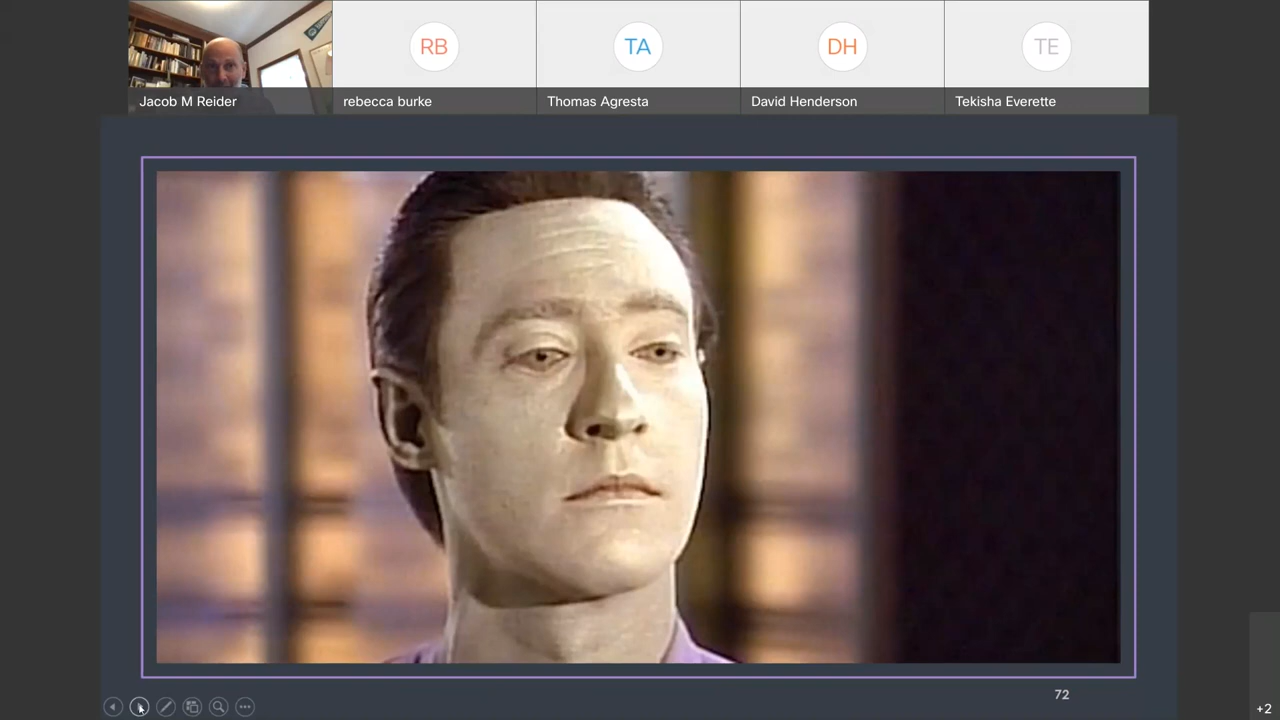 RB
TA
DH
TE
Jacob M Reider
rebecca burke
Thomas Agresta
David Henderson
Tekisha Everette
72
+2